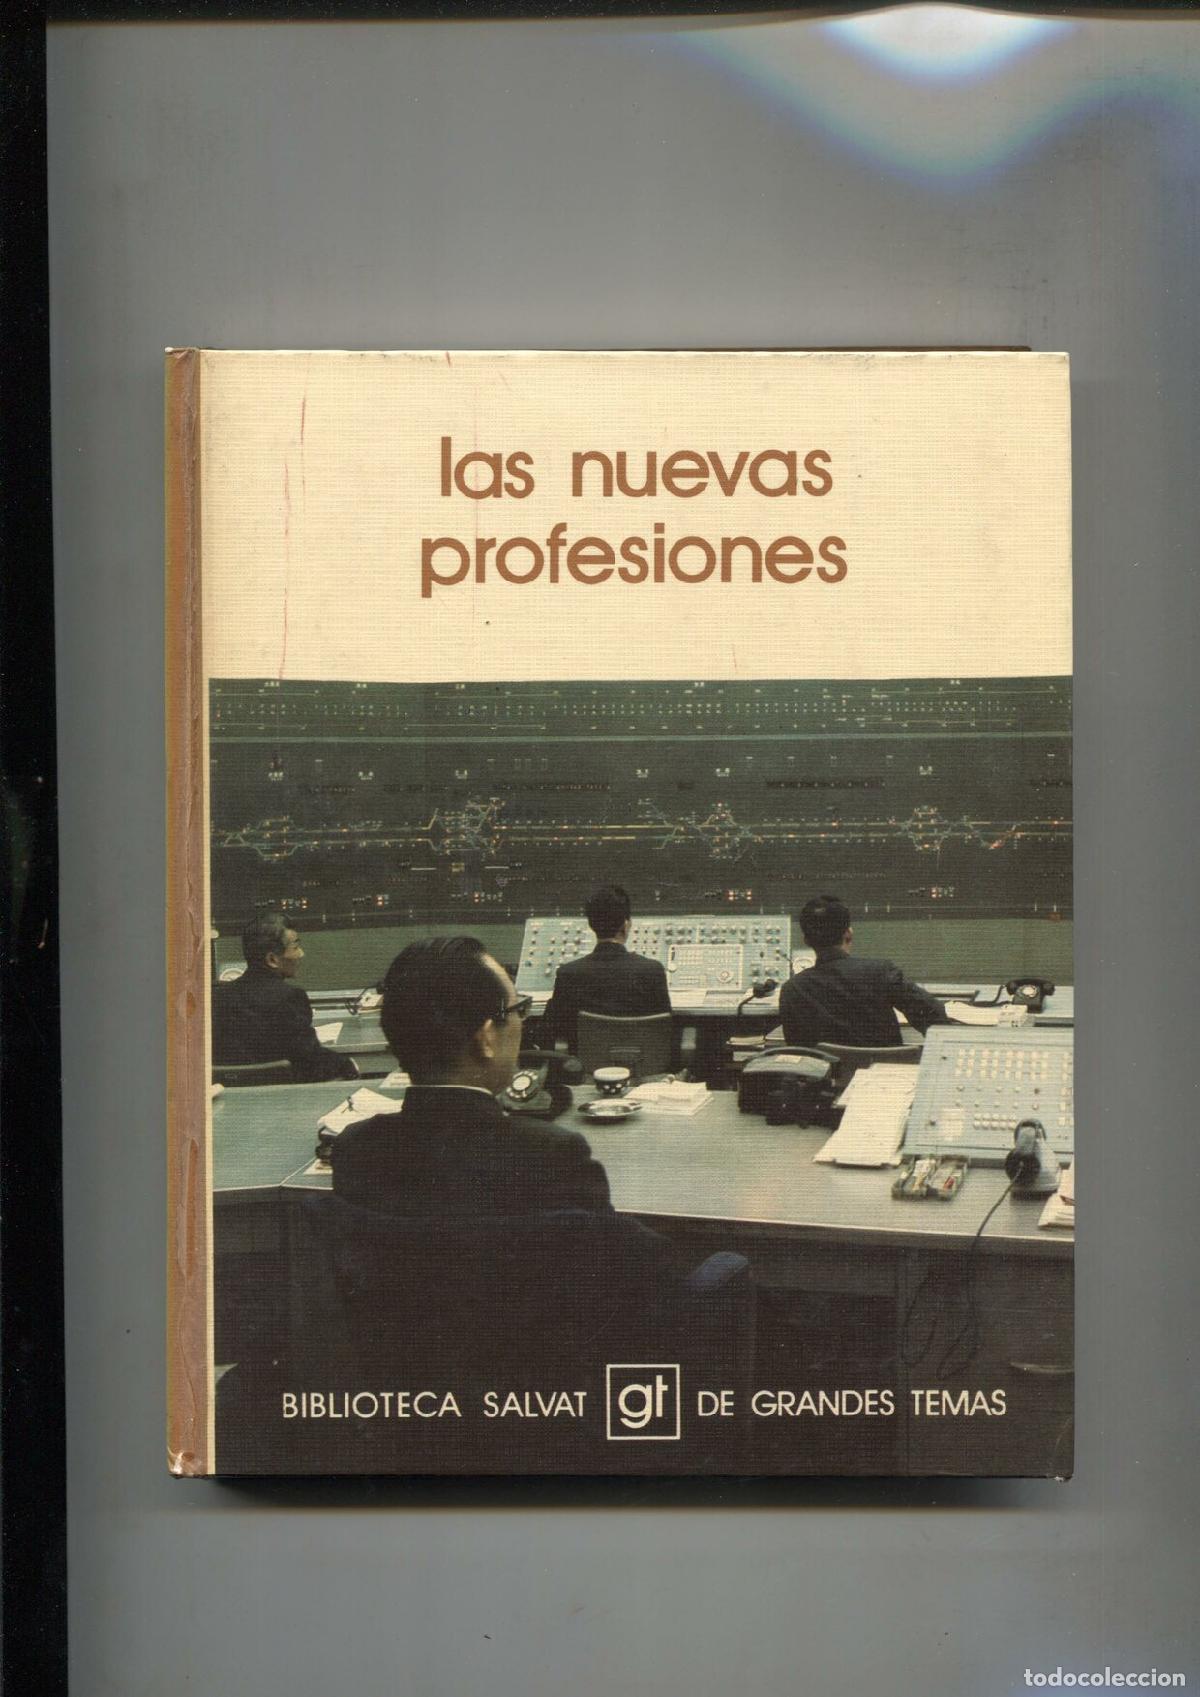 las nuevas
profesiones
BIBLIOTECA SALVAT gt DE GRANDES TEMAS
todocoleccion